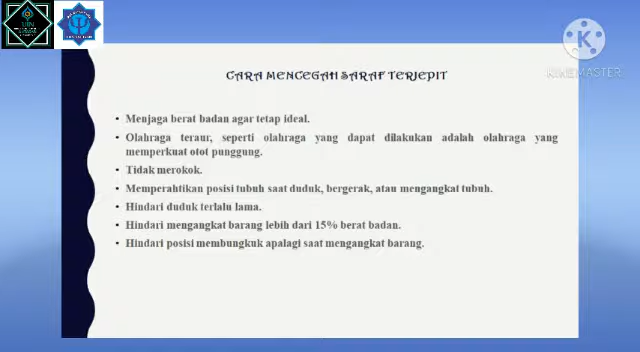 UIN
KINEMASTER
CARA MENCEGAH SARAF TERJEPIT
• Menjaga berat badan agar tetap ideal.
• Olahraga teraur, seperti olahraga yang dapat dilakukan adalah olahraga yang
memperkuat otot punggung.
• Tidak merokok.
• Memperahtikan posisi tubuh saat duduk, bergerak, atau mengangkat tubuh.
• Hindari duduk terlalu lama.
• Hindari mengangkat barang lebih dari 15% berat badan.
• Hindari posisi membungkuk apalagi saat mengangkat barang.